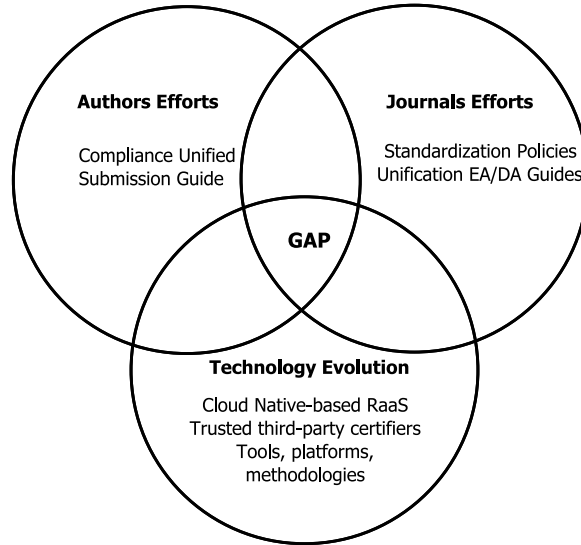 Authors Efforts
Compliance Unified
Submission Guide
Journals Efforts
Standardization Policies
Unification EA/DA Guides
GAP
Technology Evolution
Cloud Native-based RaaS
Trusted third-party certifiers
Tools, platforms,
methodologies